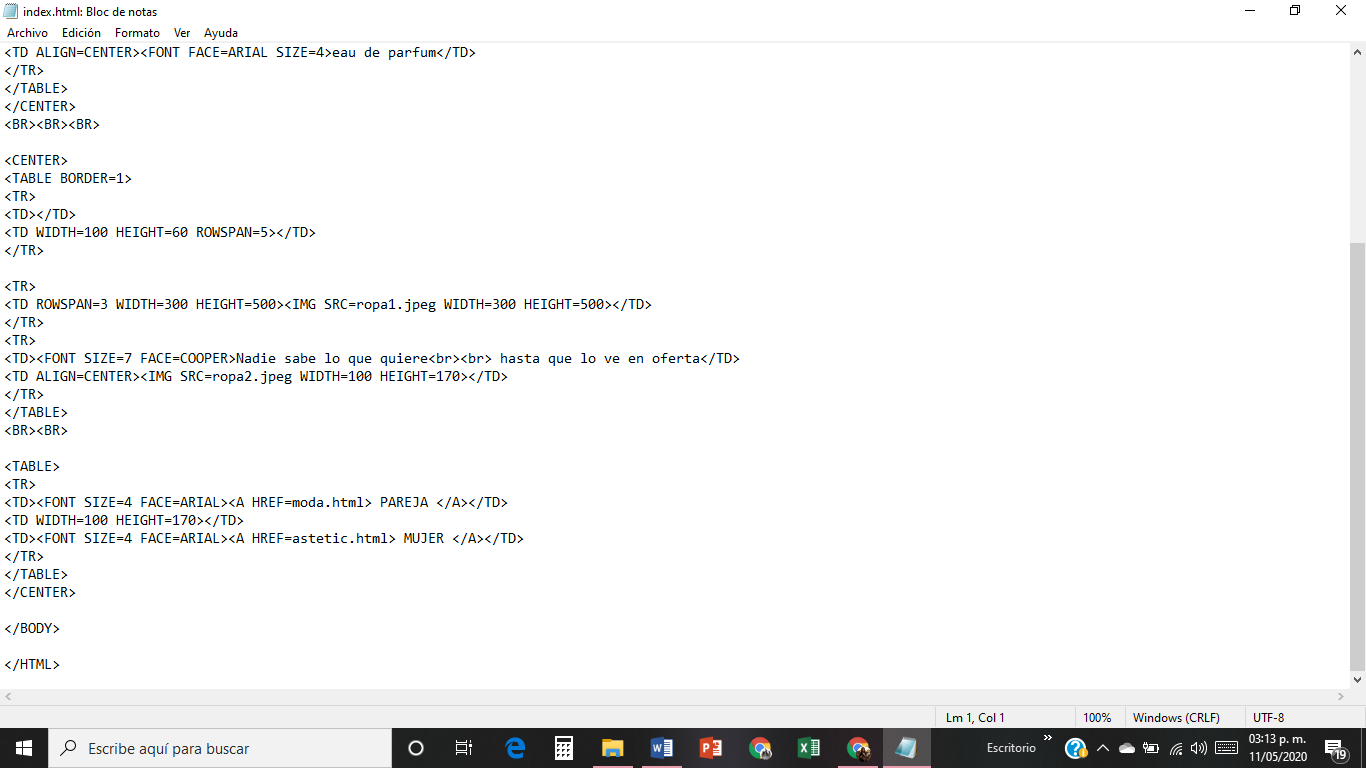 index.html: Bloc de notas
Archivo Edición Formato Ver Ayuda
<TD ALIGN=CENTER><FONT FACE=ARIAL SIZE=4>eau de parfum</TD>
</TR>
</TABLE>
</CENTER>
<BR><BR><BR>
<CENTER>
<TABLE BORDER=1>
<TR>
<TD></TD>
<TD WIDTH=100 HEIGHT=60 ROWSPAN=5></TD>
</TR>
<TR>
<TD ROWSPAN=3 WIDTH=300 HEIGHT=500><IMG SRC=ropa1.jpeg WIDTH=300 HEIGHT=500></TD>
</TR>
<TR>
<TD><FONT SIZE=7 FACE=COOPER>Nadie sabe lo que quiere<br><br> hasta que lo ve en oferta</TD>
<TD ALIGN=CENTER><IMG SRC=ropa2.jpeg WIDTH=100 HEIGHT=170></TD>
</TR>
</TABLE>
<BR><BR>
<TABLE>
<TR>
<TD><FONT SIZE=4 FACE=ARIAL><A HREF=moda.html> PAREJA </A></TD>
<TD WIDTH=100 HEIGHT=170></TD>
<TD><FONT SIZE=4 FACE=ARIAL><A HREF=astetic.html> MUJER </A></TD>
</TR>
</TABLE>
</CENTER>
</BODY>
</HTML>
Lm 1, Col 1 100% Windows (CRLF) UTF-8
Escribe aquí para buscar
Escritorio
03:13 p. m.
11/05/2020
19